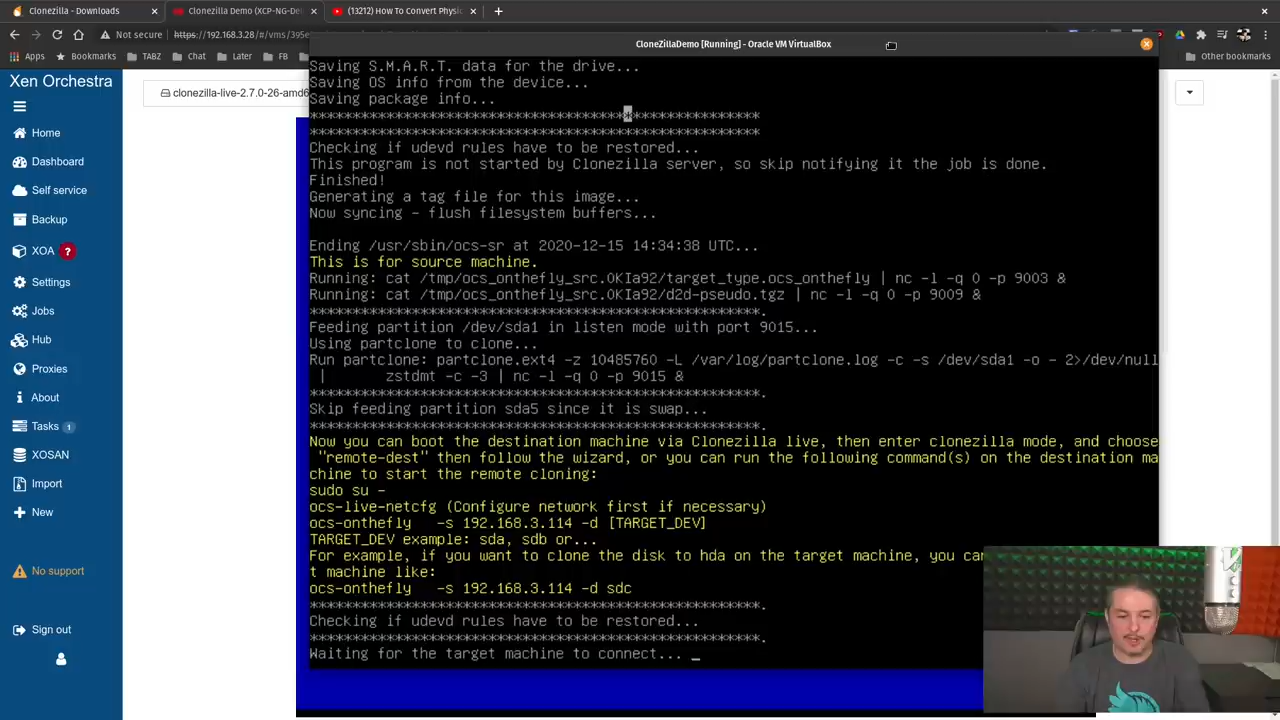 Clonezilla - Downloads
Clonezilla Demo (XCP-NG-De
(13212) How To Convert Physic
Not secure
https://192.168.3.28/#/vms/395e
Apps
Bookmarks
TABZ
Chat
Later
FB
Other bookmarks
CloneZillaDemo [Running] - Oracle VM VirtualBox
Xen Orchestra
clonezilla-live-2.7.0-26-amd6
Home
Dashboard
Self service
Backup
XOA ?
Settings
Jobs
Hub
Proxies
About
Tasks 1
XOSAN
Import
New
No support
Sign out
Saving S.M.A.R.T. data for the drive...
Saving OS info from the device...
Saving package info...
*****************************************************
*****************************************************
Checking if udevd rules have to be restored...
This program is not started by Clonezilla server, so skip notifying it the job is done.
Finished!
Generating a tag file for this image...
Now syncing - flush filesystem buffers...
Ending /usr/sbin/ocs-sr at 2020-12-15 14:34:38 UTC...
This is for source machine.
Running: cat /tmp/ocs_onthefly_src.OKIa92/target_type.ocs_onthefly | nc -l -q 0 -p 9003 &
Running: cat /tmp/ocs_onthefly_src.OKIa92/d2d-pseudo.tgz | nc -l -q 0 -p 9009 &
*****************************************************.
Feeding partition /dev/sda1 in listen mode with port 9015...
Using partclone to clone...
Run partclone: partclone.ext4 -z 10485760 -L /var/log/partclone.log -c -s /dev/sda1 -o - 2>/dev/null
| zstdmt -c -3 | nc -l -q 0 -p 9015 &
*****************************************************.
Skip feeding partition sda5 since it is swap...
*****************************************************.
Now you can boot the destination machine via Clonezilla live, then enter clonezilla mode, and choose
"remote-dest" then follow the wizard, or you can run the following command(s) on the destination ma
chine to start the remote cloning:
sudo su -
ocs-live-netcfg (Configure network first if necessary)
ocs-onthefly -s 192.168.3.114 -d [TARGET_DEV]
TARGET_DEV example: sda, sdb or...
For example, if you want to clone the disk to hda on the target machine, you ca
t machine like:
ocs-onthefly -s 192.168.3.114 -d sdc
*****************************************************.
Checking if udevd rules have to be restored...
*****************************************************.
Waiting for the target machine to connect... _